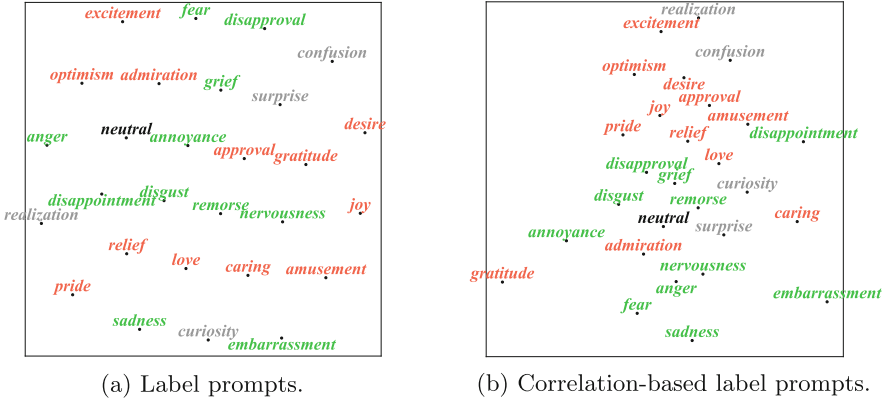 excitement
fear
disapproval
confusion
optimism
admiration
grief
surprise
desire
anger
neutral
annoyance
approval
gratitude
disappointment
disgust
remorse
nervousness
joy
realization
relief
love
caring
amusement
pride
sadness
curiosity
embarrassment
(a) Label prompts.
realization
excitement
confusion
optimism
desire
approval
joy
amusement
pride
relief
disappointment
love
disapproval
grief
curiosity
disgust
remorse
neutral
caring
surprise
annoyance
admiration
gratitude
nervousness
anger
embarrassment
fear
sadness
(b) Correlation-based label prompts.